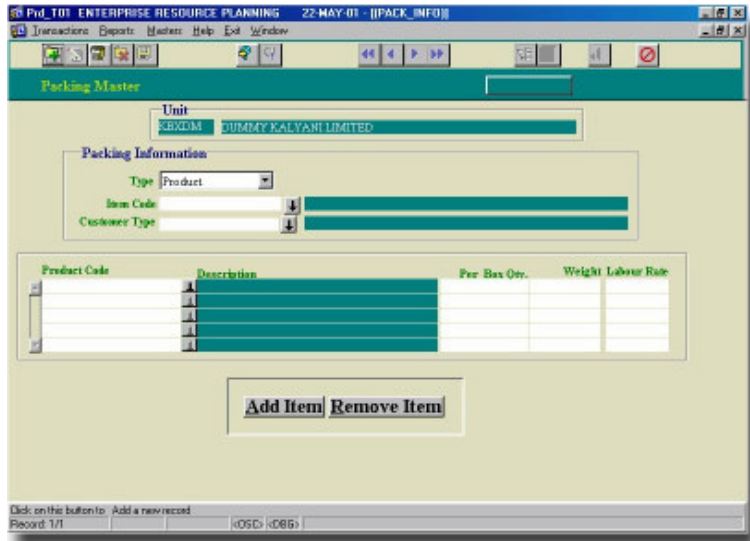 Prd_T01 ENTERPRISE RESOURCE PLANNING 22-MAY-01 - [[PACK_INFO]]
Transactions Reports Masters Help Exit Window
Packing Master
Unit
KBXDM DUMMY KALYANI LIMITED
Packing Information
Type Product
Item Code
Customer Type
Product Code Description Per Box Qty. Weight Labour Rate
Add Item Remove Item
Click on this button to Add a new record
Record: 1/1 <OSC> <DBG>